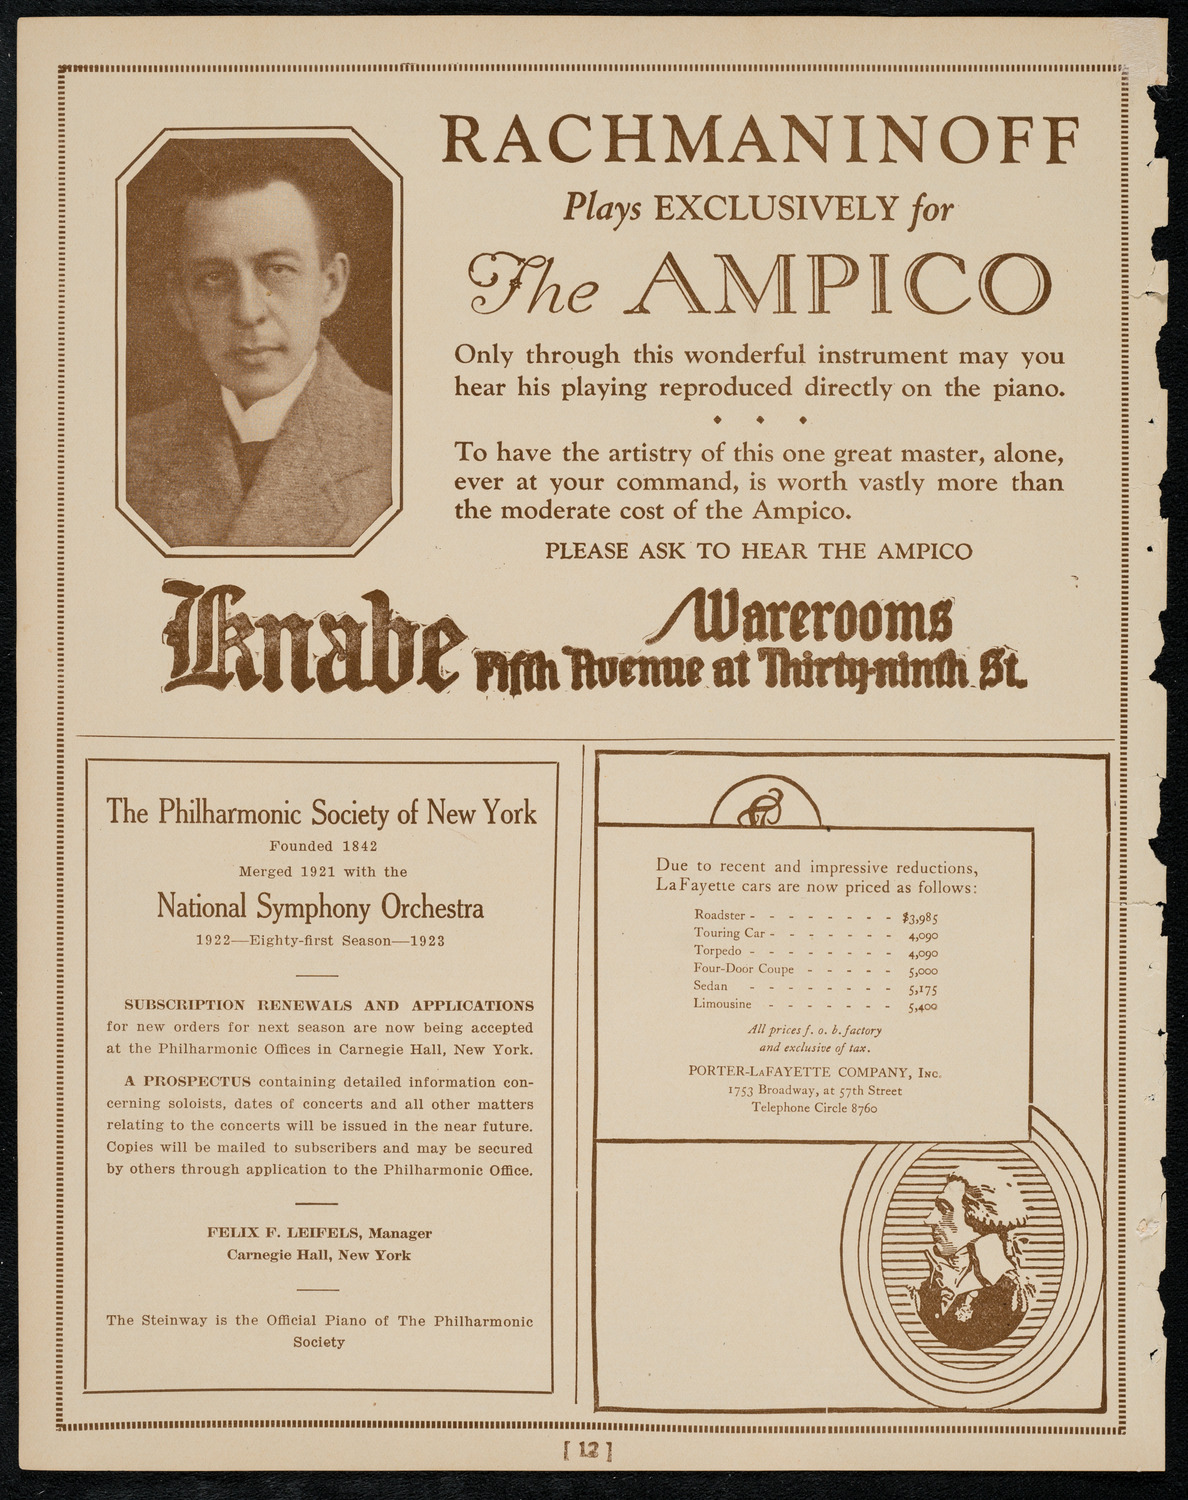 RACHMANINOFF
Plays EXCLUSIVELY for
The AMPICO
Only through this wonderful instrument may you
hear his playing reproduced directly on the piano.
To have the artistry of this one great master, alone,
ever at your command, is worth vastly more than
the moderate cost of the Ampico.
PLEASE ASK TO HEAR THE AMPICO
Knabe Warerooms
Fifth Avenue at Thirty-ninth St.
The Philharmonic Society of New York
Founded 1842
Merged 1921 with the
National Symphony Orchestra
1922—Eighty-first Season—1923
SUBSCRIPTION RENEWALS AND APPLICATIONS
for new orders for next season are now being accepted
at the Philharmonic Offices in Carnegie Hall, New York.
A PROSPECTUS containing detailed information con-
cerning soloists, dates of concerts and all other matters
relating to the concerts will be issued in the near future.
Copies will be mailed to subscribers and may be secured
by others through application to the Philharmonic Office.
FELIX F. LEIFELS, Manager
Carnegie Hall, New York
The Steinway is the Official Piano of The Philharmonic
Society
Due to recent and impressive reductions,
LaFayette cars are now priced as follows:
Roadster - - - - - - - - $3,985
Touring Car - - - - - - - 4,090
Torpedo - - - - - - - - 4,090
Four-Door Coupe - - - - - 5,000
Sedan - - - - - - - - 5,175
Limousine - - - - - - - 5,400
All prices f. o. b. factory
and exclusive of tax.
PORTER-LAFAYETTE COMPANY, INC.
1753 Broadway, at 57th Street
Telephone Circle 8760
[ 12 ]